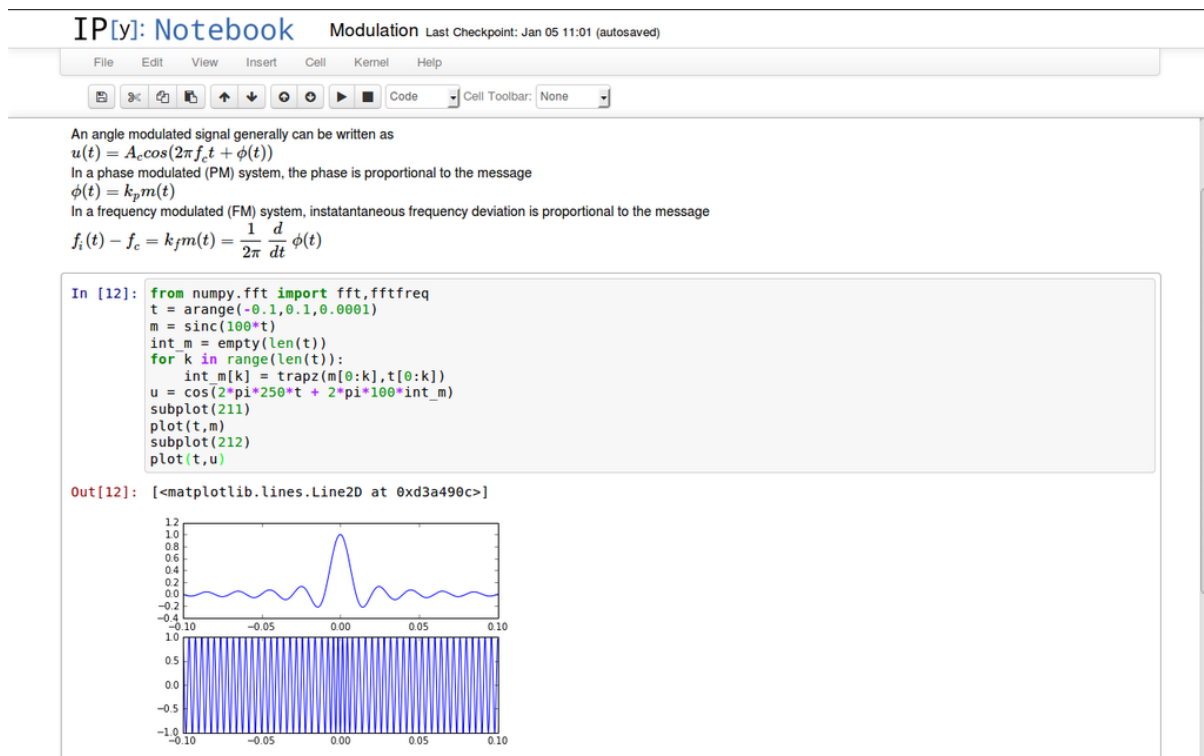 IP[y]: Notebook Modulation Last Checkpoint: Jan 05 11:01 (autosaved)
File Edit View Insert Cell Kernel Help
Code Cell Toolbar: None
An angle modulated signal generally can be written as
u(t) = A_c cos(2πf_c t + ϕ(t))
In a phase modulated (PM) system, the phase is proportional to the message
ϕ(t) = k_p m(t)
In a frequency modulated (FM) system, instatantaneous frequency deviation is proportional to the message
f_i(t) − f_c = k_f m(t) = 1/2π d/dt ϕ(t)
In [12]: from numpy.fft import fft,fftfreq
t = arange(-0.1,0.1,0.0001)
m = sinc(100*t)
int_m = empty(len(t))
for k in range(len(t)):
    int_m[k] = trapz(m[0:k],t[0:k])
u = cos(2*pi*250*t + 2*pi*100*int_m)
subplot(211)
plot(t,m)
subplot(212)
plot(t,u)
Out[12]: [<matplotlib.lines.Line2D at 0xd3a490c>]
1.2
1.0
0.8
0.6
0.4
0.2
0.0
−0.2
−0.4
−0.10 −0.05 0.00 0.05 0.10
1.0
0.5
0.0
−0.5
−1.0
−0.10 −0.05 0.00 0.05 0.10